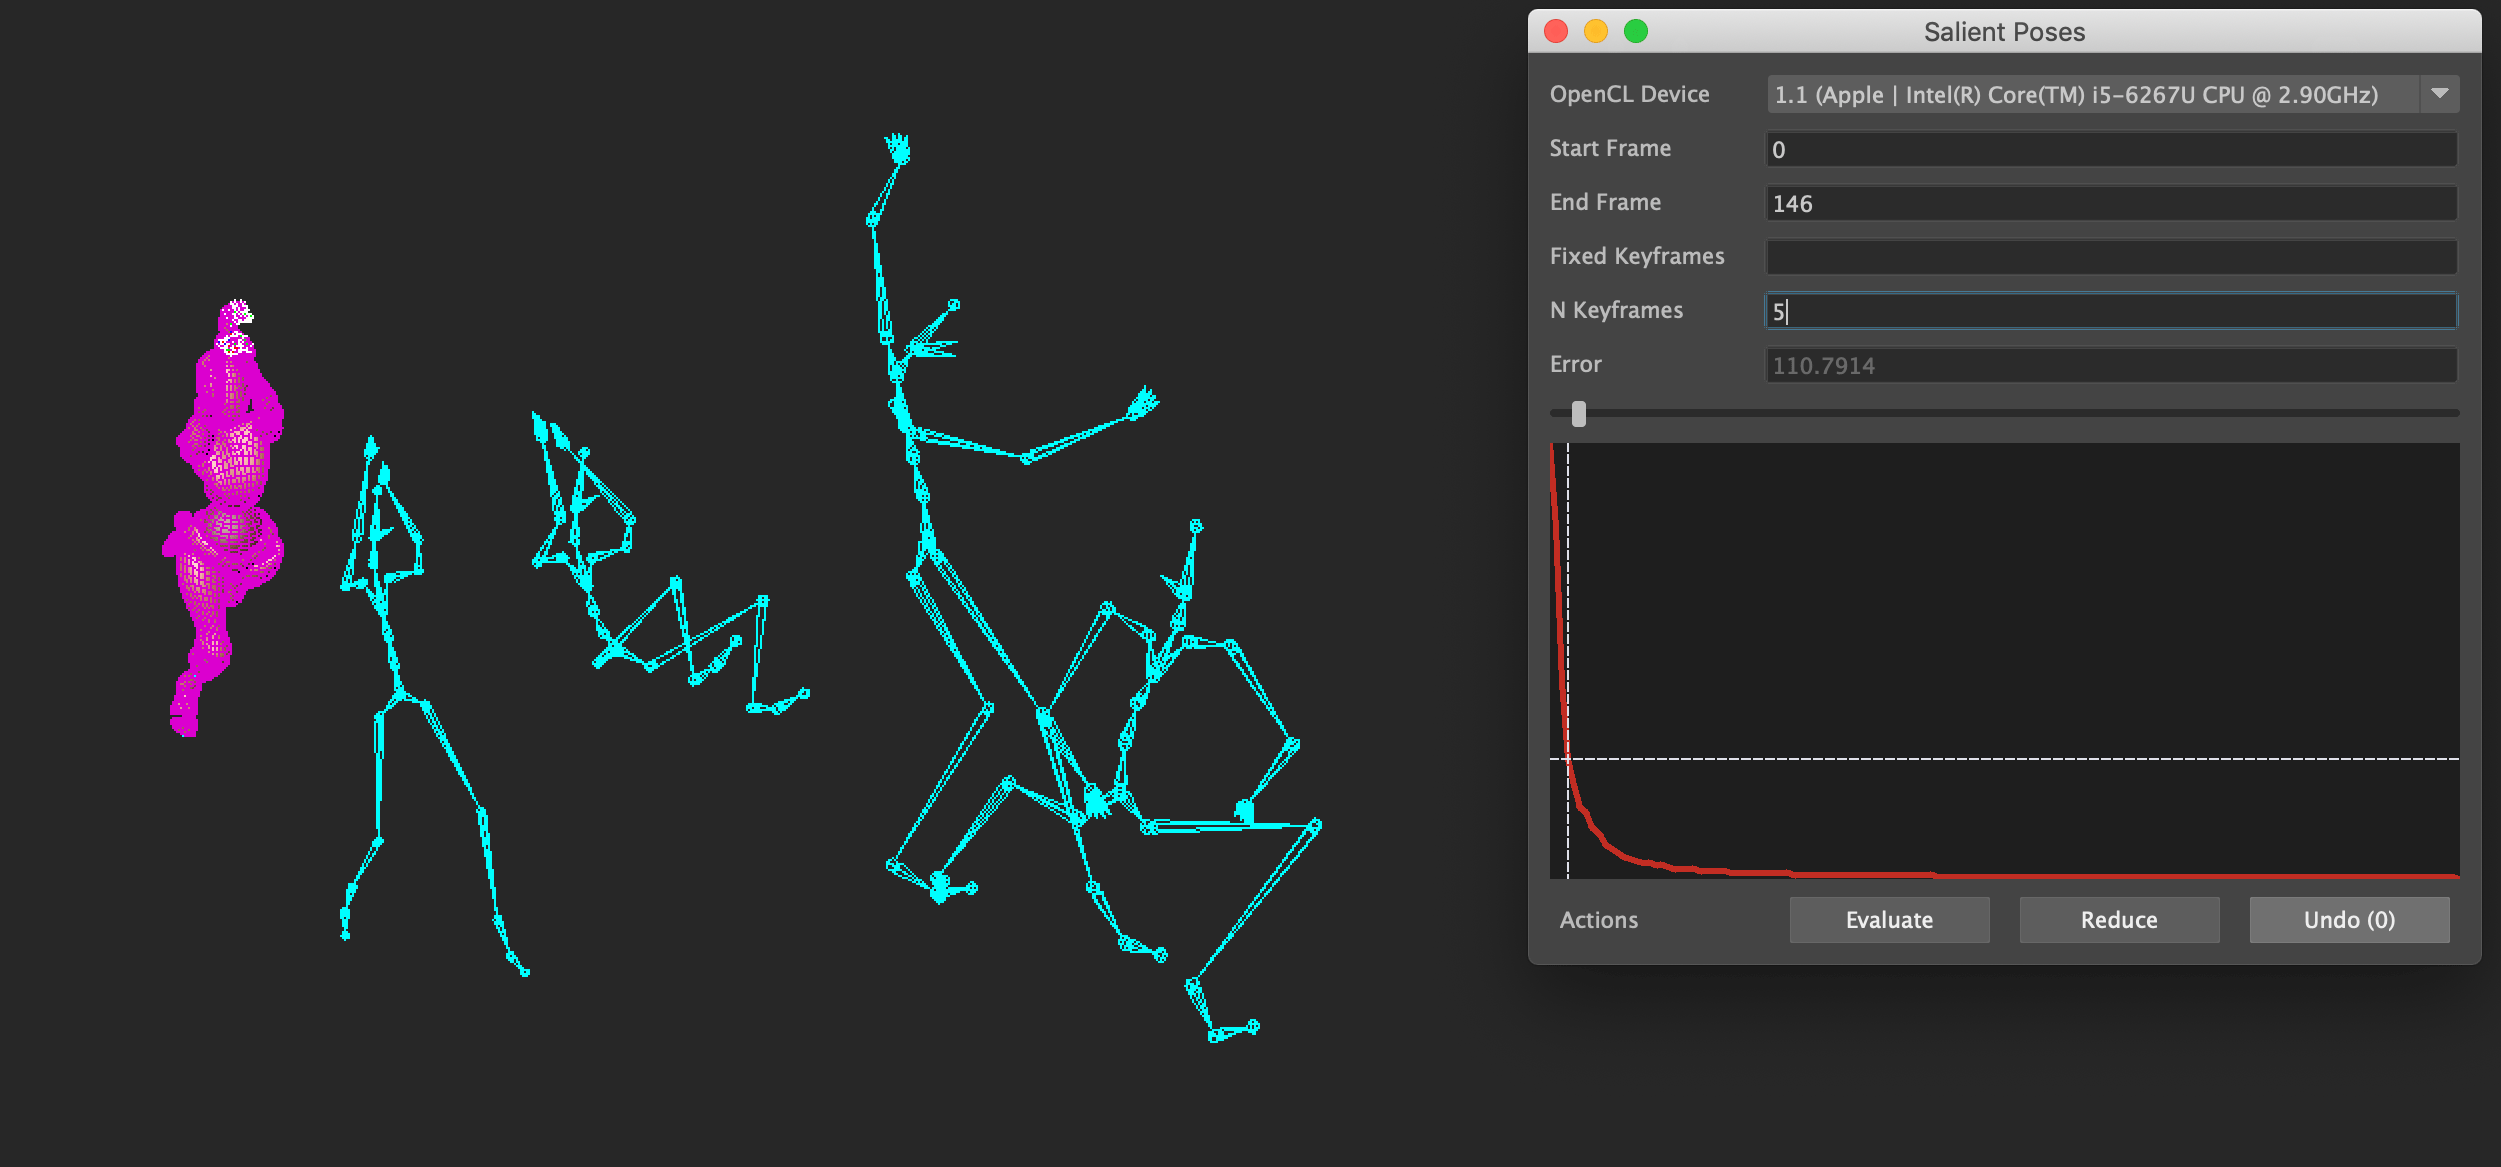 Salient Poses
OpenCL Device 1.1 (Apple | Intel(R) Core(TM) i5-6267U CPU @ 2.90GHz)
Start Frame 0
End Frame 146
Fixed Keyframes
N Keyframes 5
Error 110.7914
Actions Evaluate Reduce Undo (0)